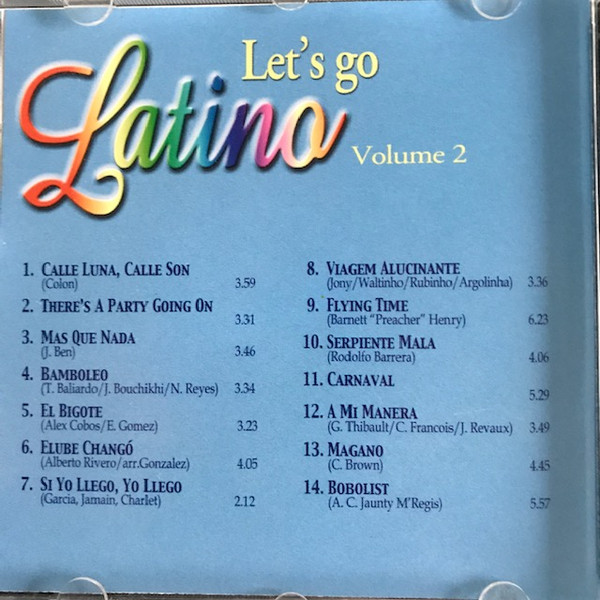 Let's go
Latino
Volume 2
1. CALLE LUNA, CALLE SON
(Colon) 3.59
2. THERE'S A PARTY GOING ON
3.31
3. MAS QUE NADA
(J. Ben) 3.46
4. BAMBOLEO
(T. Baliardo/J. Bouchikhi/N. Reyes) 3.34
5. EL BIGOTE
(Alex Cobos/E. Gomez) 3.23
6. ELUBE CHANGÓ
(Alberto Rivero/arr.Gonzalez) 4.05
7. SI YO LLEGO, YO LLEGO
(Garcia, Jamain, Charlet) 2.12
8. VIAGEM ALUCINANTE
(Jony/Waltinho/Rubinho/Argolinha) 3.36
9. FLYING TIME
(Barnett "Preacher" Henry) 6.23
10. SERPIENTE MALA
(Rodolfo Barrera) 4.06
11. CARNAVAL
5.29
12. A MI MANERA
(G. Thibault/C. Francois/J. Revaux) 3.49
13. MAGANO
(C. Brown) 4.45
14. BOBOLIST
(A. C. Jaunty M'Regis) 5.57